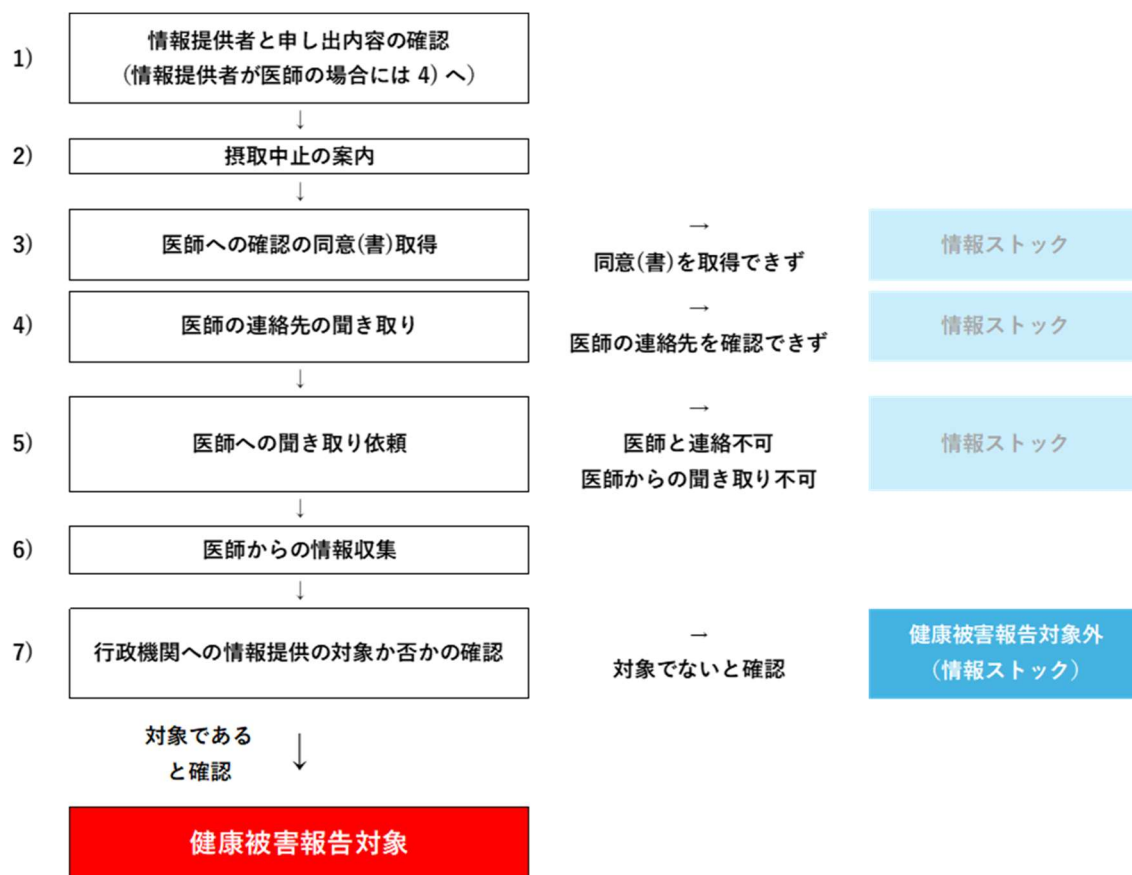 1)
情報提供者と申し出内容の確認
(情報提供者が医師の場合には 4) へ)
↓
2)
摂取中止の案内
↓
3)
医師への確認の同意(書)取得
→
同意(書)を取得できず
情報ストック
4)
医師の連絡先の聞き取り
→
医師の連絡先を確認できず
情報ストック
↓
5)
医師への聞き取り依頼
→
医師と連絡不可
医師からの聞き取り不可
情報ストック
↓
6)
医師からの情報収集
↓
7)
行政機関への情報提供の対象か否かの確認
→
対象でないと確認
健康被害報告対象外
(情報ストック)
対象である
と確認
↓
健康被害報告対象